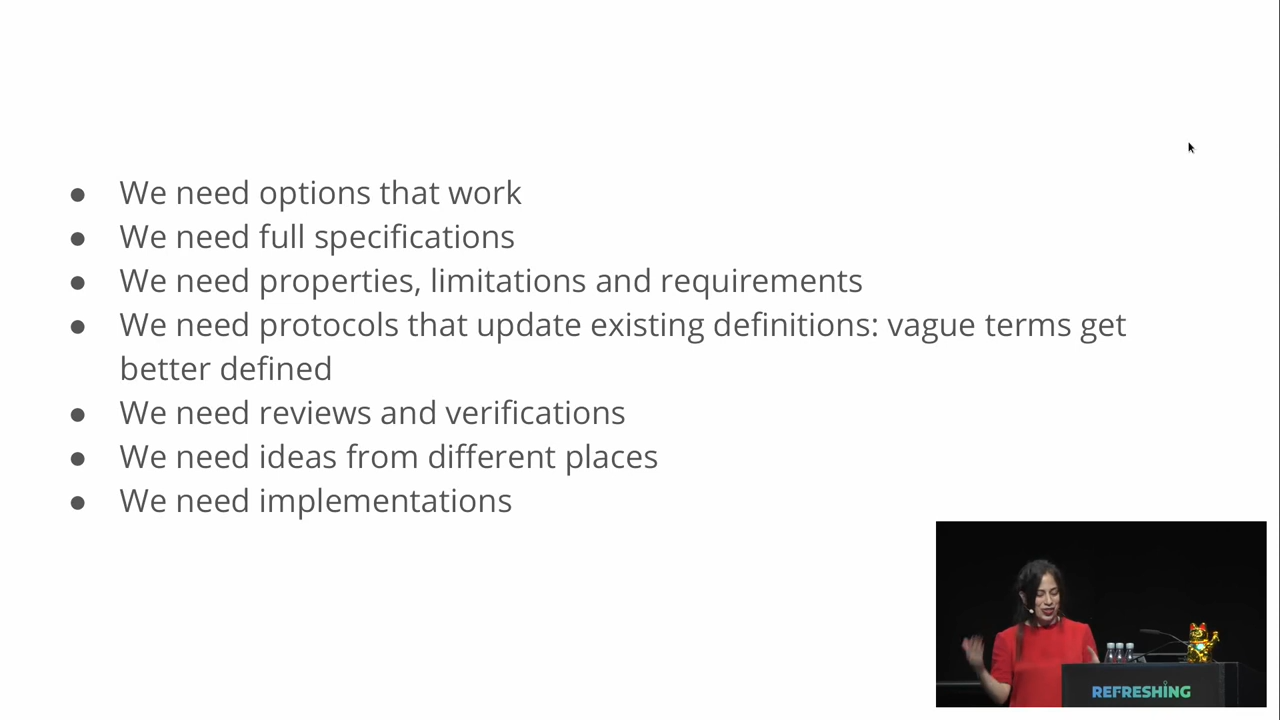 ● We need options that work
● We need full specifications
● We need properties, limitations and requirements
● We need protocols that update existing definitions: vague terms get
better defined
● We need reviews and verifications
● We need ideas from different places
● We need implementations
REFRESHING